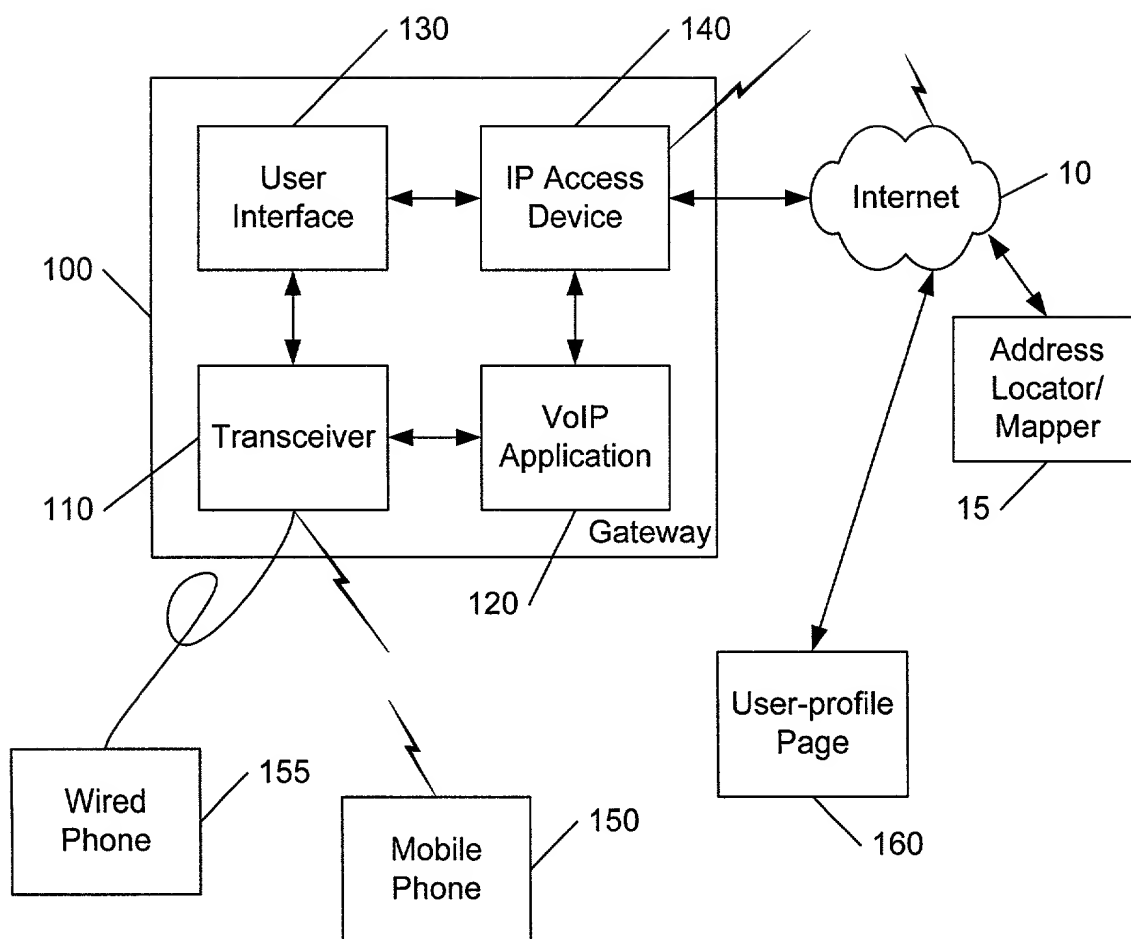 130
140
User
Interface
IP Access
Device
Internet
10
100
Transceiver
VoIP
Application
Address
Locator/
Mapper
110
Gateway
15
120
User-profile
Page
Wired
Phone
155
Mobile
Phone
150
160